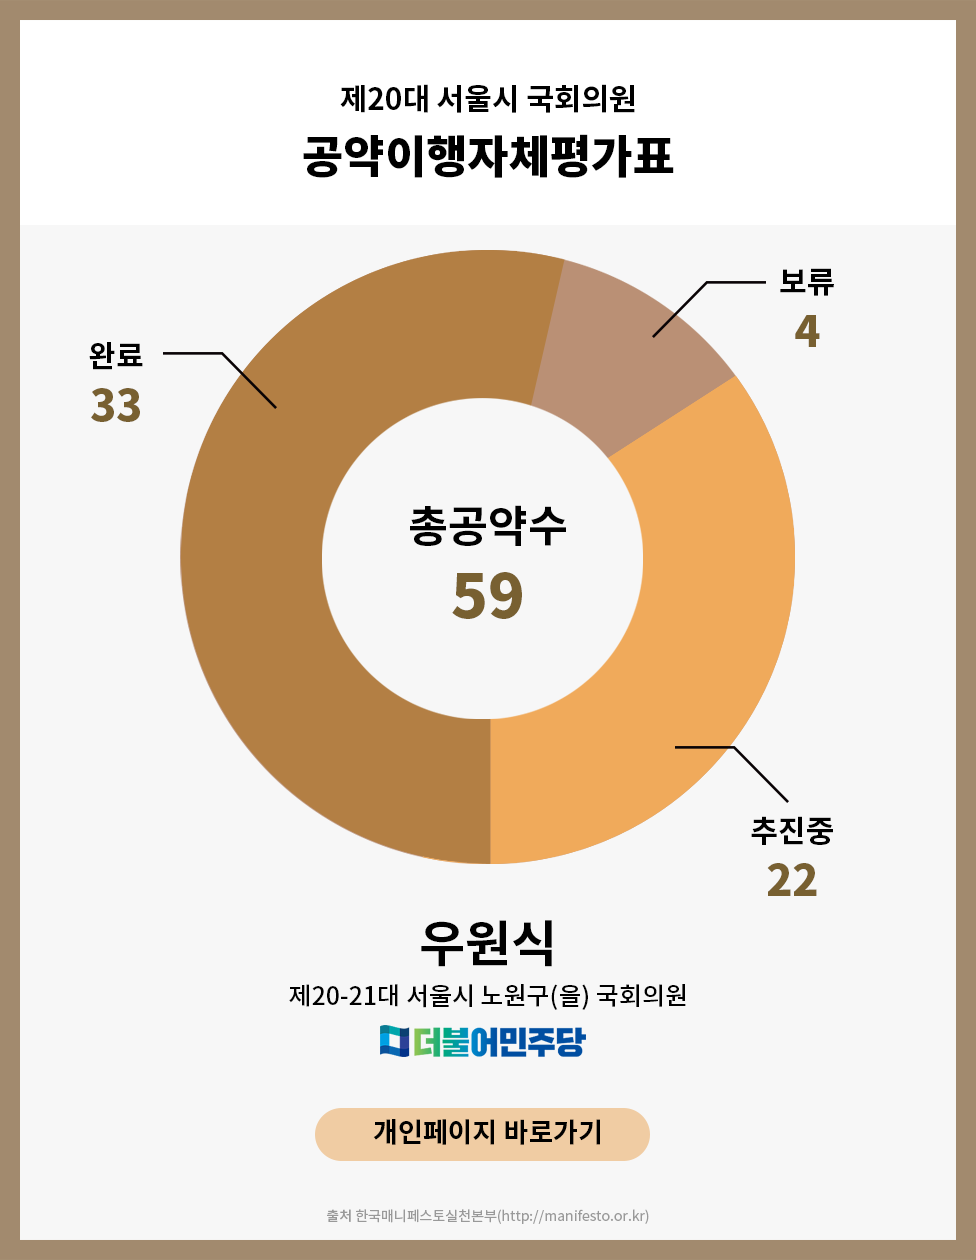 제20대 서울시 국회의원
공약이행자체평가표
보류
4
완료
33
총공약수
59
추진중
22
우원식
제20-21대 서울시 노원구(을) 국회의원
더불어민주당
개인페이지 바로가기
출처 한국매니페스토실천본부(http://manifesto.or.kr)